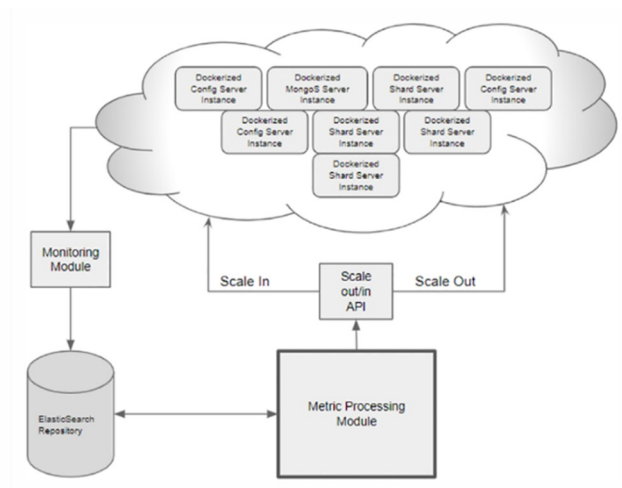 Dockerized
Config Server
Instance
Dockerized
MongoS Server
Instance
Dockerized
Shard Server
Instance
Dockerized
Config Server
Instance
Dockerized
Config Server
Instance
Dockerized
Shard Server
Instance
Dockerized
Shard Server
Instance
Dockerized
Shard Server
Instance
Monitoring
Module
Scale In
Scale
out/in
API
Scale Out
ElasticSearch
Repository
Metric Processing
Module